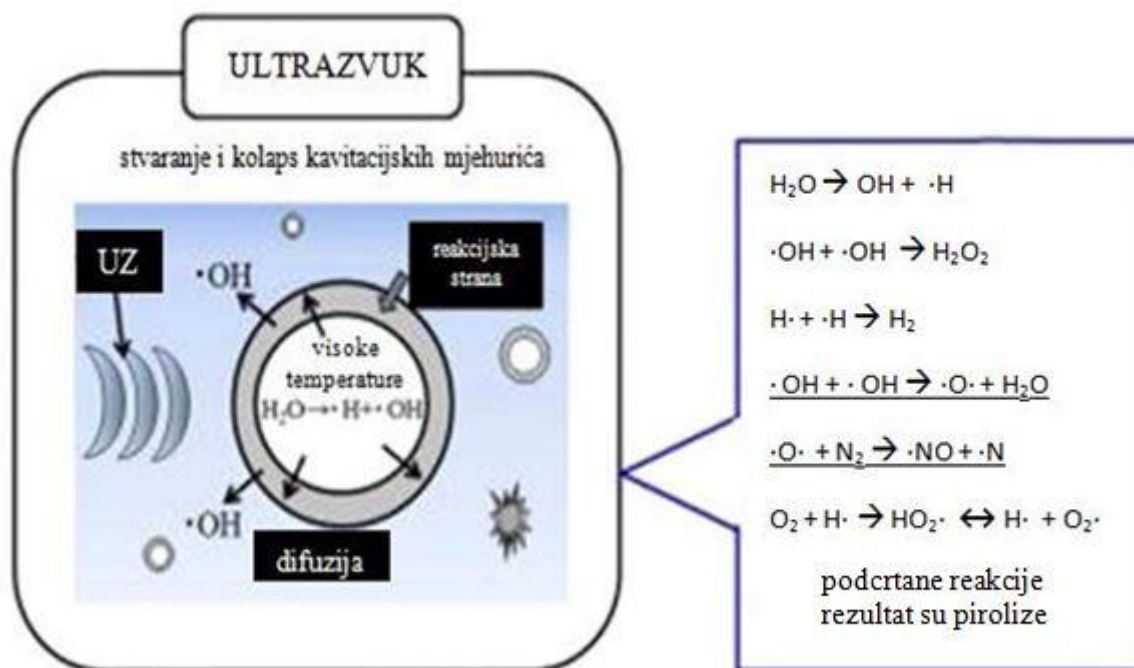 ULTRAZVUK
stvaranje i kolaps kavitacijskih mjehurića
UZ
·OH
reakcijska
strana
visoke
temperature
H₂O→·H+·OH
·OH
difuzija
H₂O → OH + ·H
·OH + ·OH → H₂O₂
H· + ·H → H₂
·OH + ·OH → ·O· + H₂O
·O· + N₂ → ·NO + ·N
O₂ + H· → HO₂· ↔ H· + O₂·
podcrtane reakcije
rezultat su pirolize